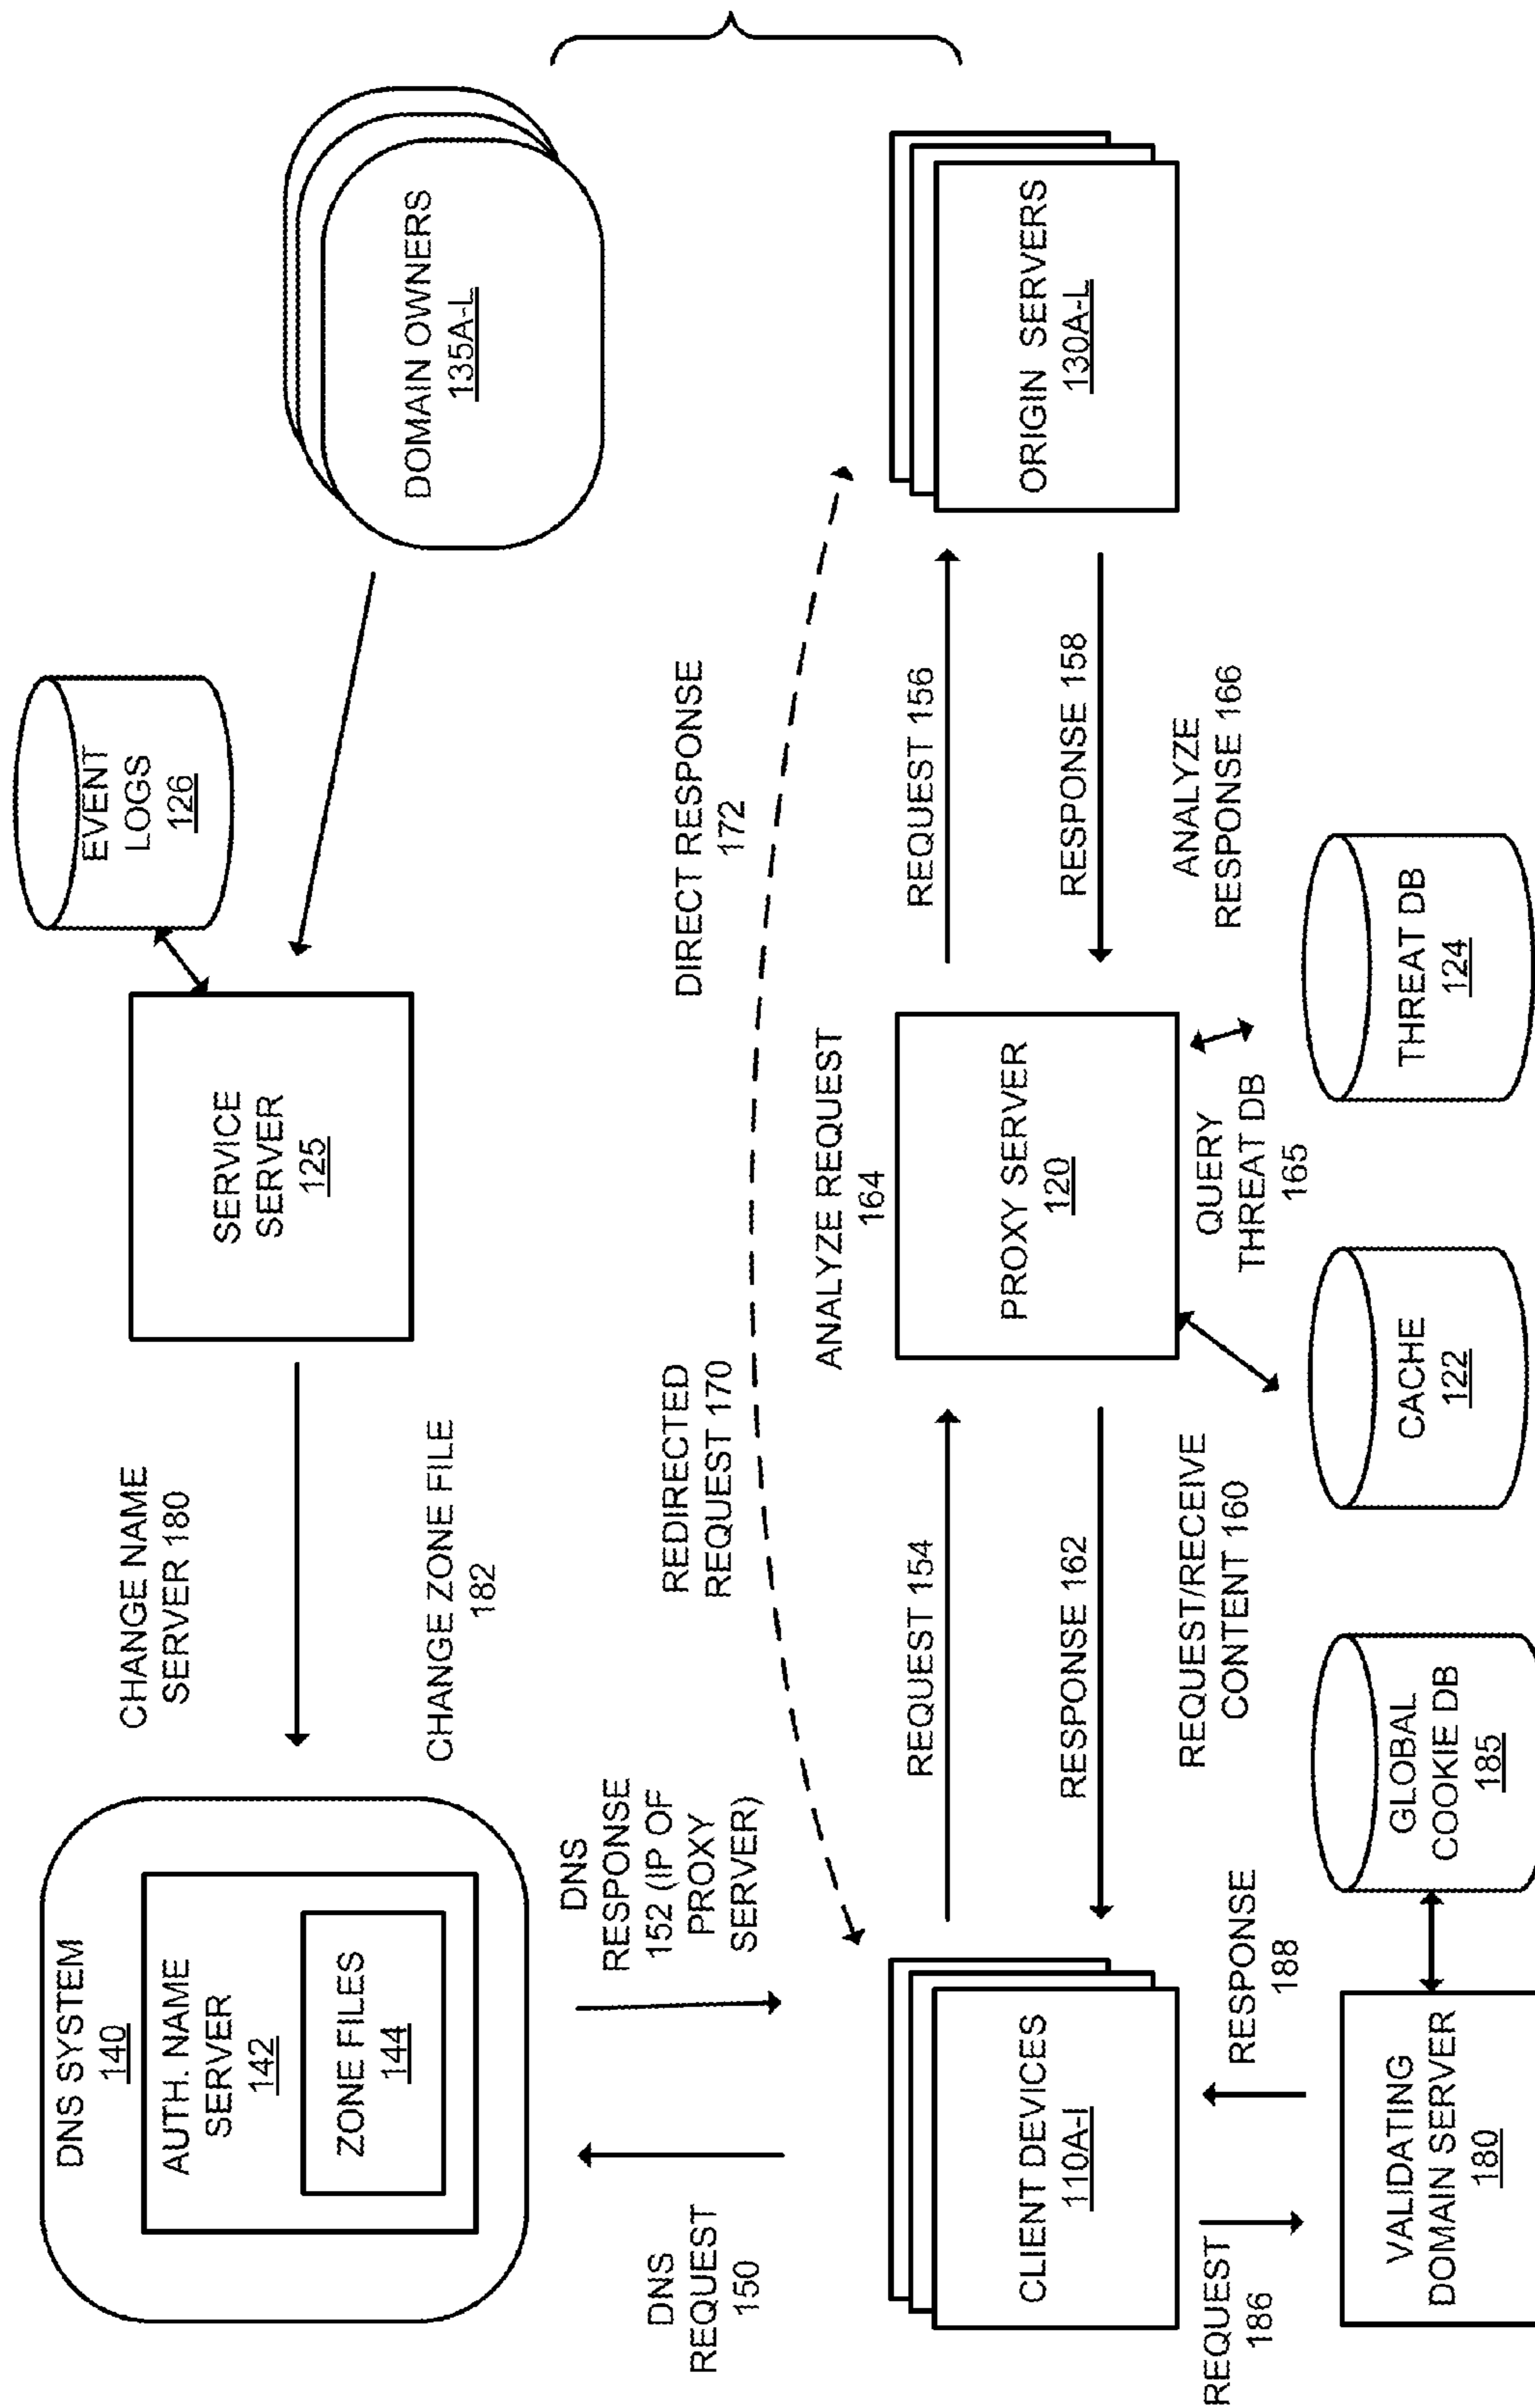 DNS SYSTEM
140
AUTH. NAME
SERVER
142
ZONE FILES
144
CHANGE NAME
SERVER 180
CHANGE ZONE FILE
182
SERVICE
SERVER
125
EVENT
LOGS
126
DOMAIN OWNERS
135A-L
DNS
REQUEST
150
DNS
RESPONSE
152 (IP OF
PROXY
SERVER)
REDIRECTED
REQUEST 170
DIRECT RESPONSE
172
CLIENT DEVICES
110A-I
REQUEST 154
RESPONSE 162
REQUEST/RECEIVE
CONTENT 160
ANALYZE REQUEST
164
PROXY SERVER
120
QUERY
THREAT DB
165
REQUEST 156
RESPONSE 158
ANALYZE
RESPONSE 166
ORIGIN SERVERS
130A-L
REQUEST
186
RESPONSE
188
VALIDATING
DOMAIN SERVER
180
GLOBAL
COOKIE DB
185
CACHE
122
THREAT DB
124